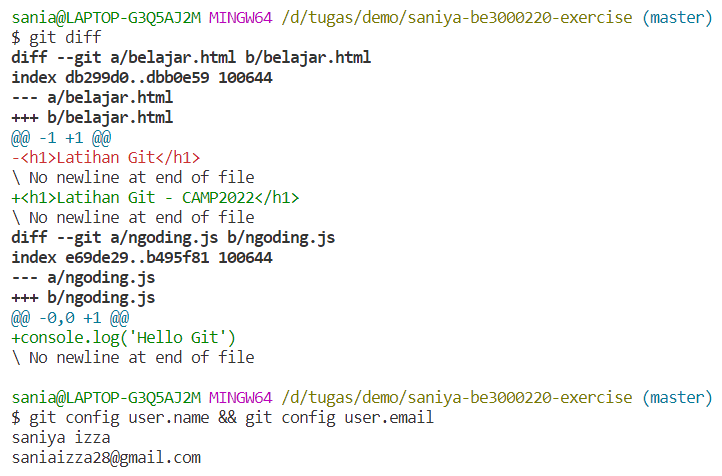 sania@LAPTOP-G3Q5AJ2M MINGW64 /d/tugas/demo/saniya-be3000220-exercise (master)
$ git diff
diff --git a/belajar.html b/belajar.html
index db299d0..dbb0e59 100644
--- a/belajar.html
+++ b/belajar.html
@@ -1 +1 @@
-<h1>Latihan Git</h1>
\ No newline at end of file
+<h1>Latihan Git - CAMP2022</h1>
\ No newline at end of file
diff --git a/ngoding.js b/ngoding.js
index e69de29..b495f81 100644
--- a/ngoding.js
+++ b/ngoding.js
@@ -0,0 +1 @@
+console.log('Hello Git')
\ No newline at end of file

sania@LAPTOP-G3Q5AJ2M MINGW64 /d/tugas/demo/saniya-be3000220-exercise (master)
$ git config user.name && git config user.email
saniya izza
saniaizza28@gmail.com